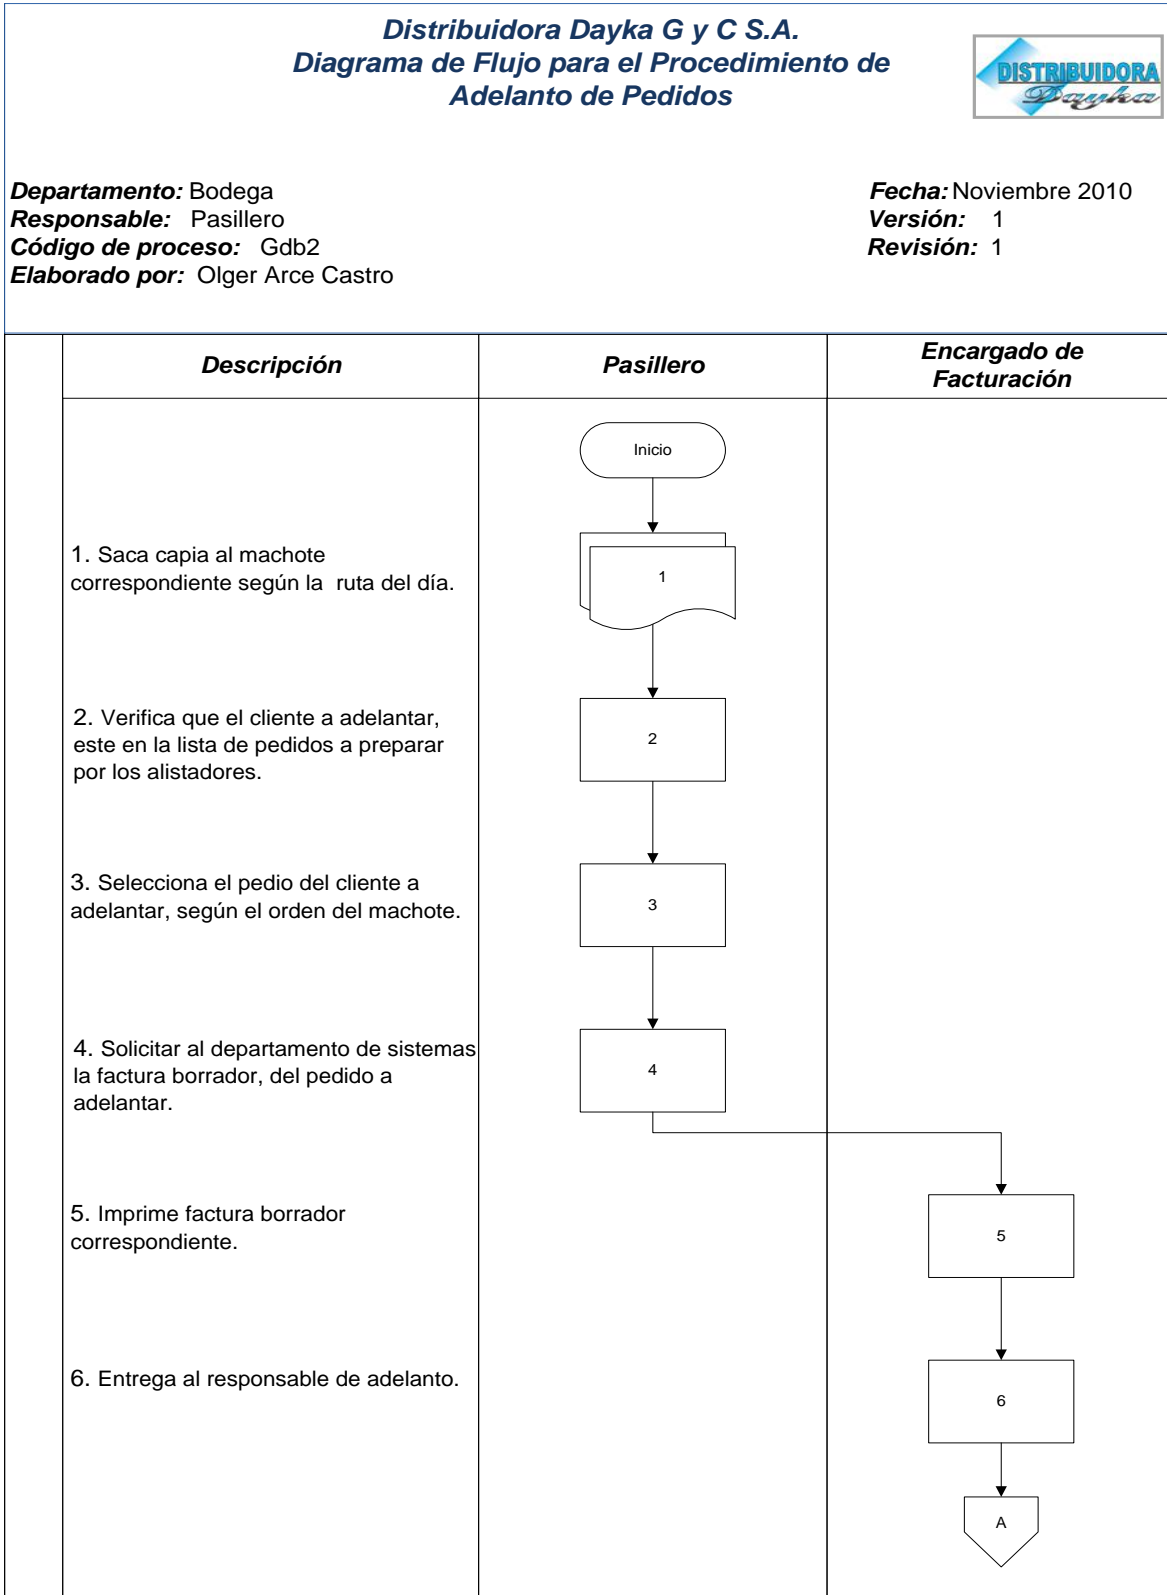 Distribuidora Dayka G y C S.A.
Diagrama de Flujo para el Procedimiento de
Adelanto de Pedidos
DISTRIBUIDORA
Dayka
Departamento: Bodega
Responsable: Pasillero
Código de proceso: Gdb2
Elaborado por: Olger Arce Castro
Fecha: Noviembre 2010
Versión: 1
Revisión: 1
Descripción
Pasillero
Encargado de
Facturación
Inicio
1. Saca capia al machote
correspondiente según la ruta del día.
1
2. Verifica que el cliente a adelantar,
este en la lista de pedidos a preparar
por los alistadores.
2
3. Selecciona el pedio del cliente a
adelantar, según el orden del machote.
3
4. Solicitar al departamento de sistemas
la factura borrador, del pedido a
adelantar.
4
5. Imprime factura borrador
correspondiente.
5
6. Entrega al responsable de adelanto.
6
A